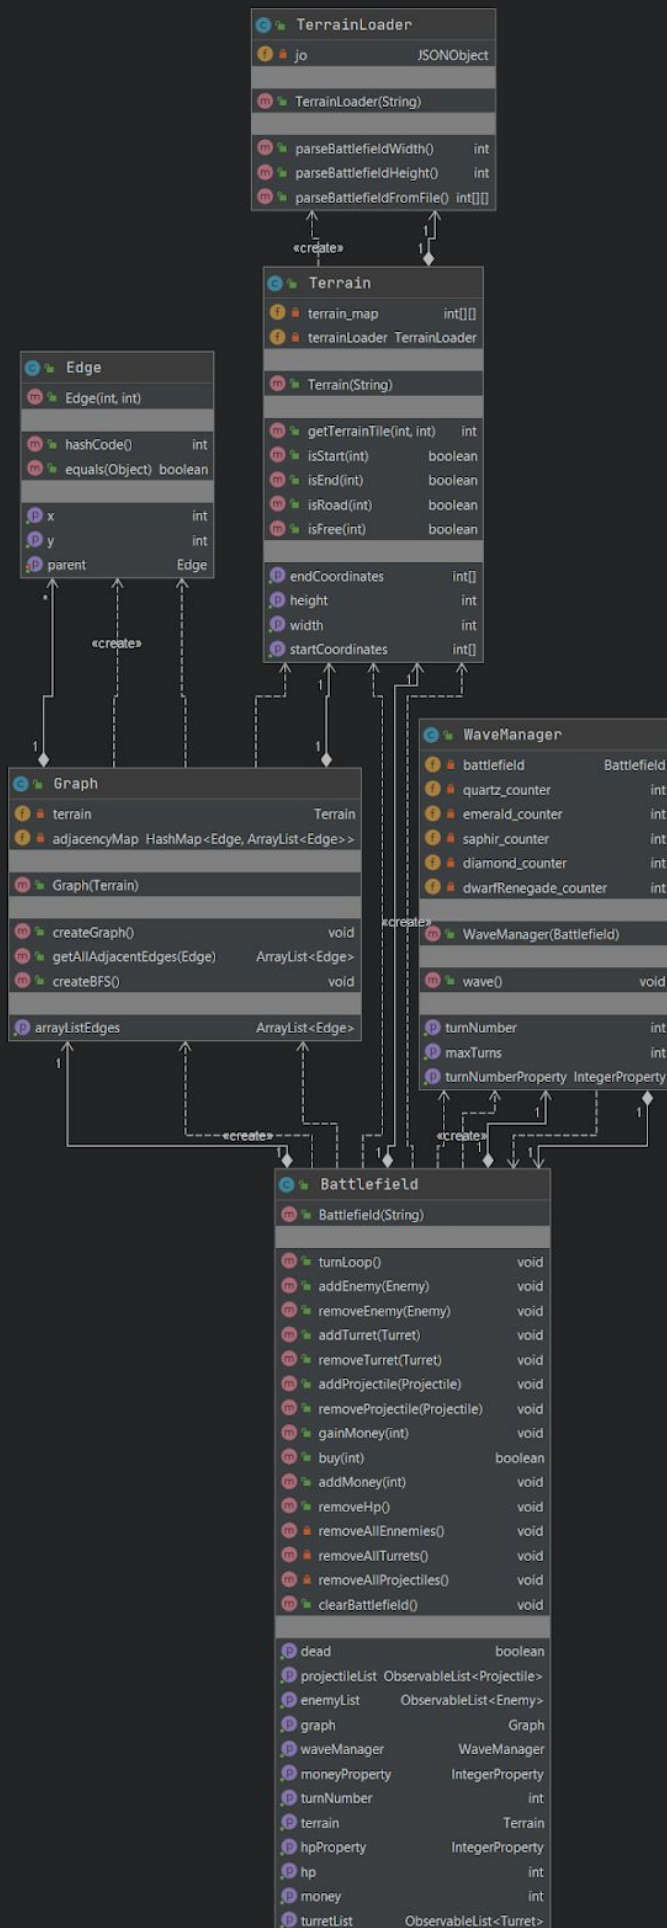 TerrainLoader
jo JSONObject
TerrainLoader(String)
parseBattlefieldWidth() int
parseBattlefieldHeight() int
parseBattlefieldFromFile() int[][]
1
«create» 1
Terrain
terrain_map int[][]
terrainLoader TerrainLoader
Terrain(String)
getTerrainTile(int, int) int
isStart(int) boolean
isEnd(int) boolean
isRoad(int) boolean
isFree(int) boolean
endCoordinates int[]
height int
width int
startCoordinates int[]
Edge
Edge(int, int)
hashCode() int
equals(Object) boolean
x int
y int
parent Edge
*
«create»
1 1
1 1
Graph
terrain Terrain
adjacencyMap HashMap<Edge, ArrayList<Edge>>
Graph(Terrain)
createGraph() void
getAllAdjacentEdges(Edge) ArrayList<Edge>
createBFS() void
arrayListEdges ArrayList<Edge>
«create»
WaveManager
battlefield Battlefield
quartz_counter int
emerald_counter int
saphir_counter int
diamond_counter int
dwarfRenegade_counter int
WaveManager(Battlefield)
wave() void
turnNumber int
maxTurns int
turnNumberProperty IntegerProperty
1 1 1
«create» «create»
1 1 1 1
Battlefield
Battlefield(String)
turnLoop() void
addEnemy(Enemy) void
removeEnemy(Enemy) void
addTurret(Turret) void
removeTurret(Turret) void
addProjectile(Projectile) void
removeProjectile(Projectile) void
gainMoney(int) void
buy(int) boolean
addMoney(int) void
removeHp() void
removeAllEnnemies() void
removeAllTurrets() void
removeAllProjectiles() void
clearBattlefield() void
dead boolean
projectileList ObservableList<Projectile>
enemyList ObservableList<Enemy>
graph Graph
waveManager WaveManager
moneyProperty IntegerProperty
turnNumber int
terrain Terrain
hpProperty IntegerProperty
hp int
money int
turretList ObservableList<Turret>